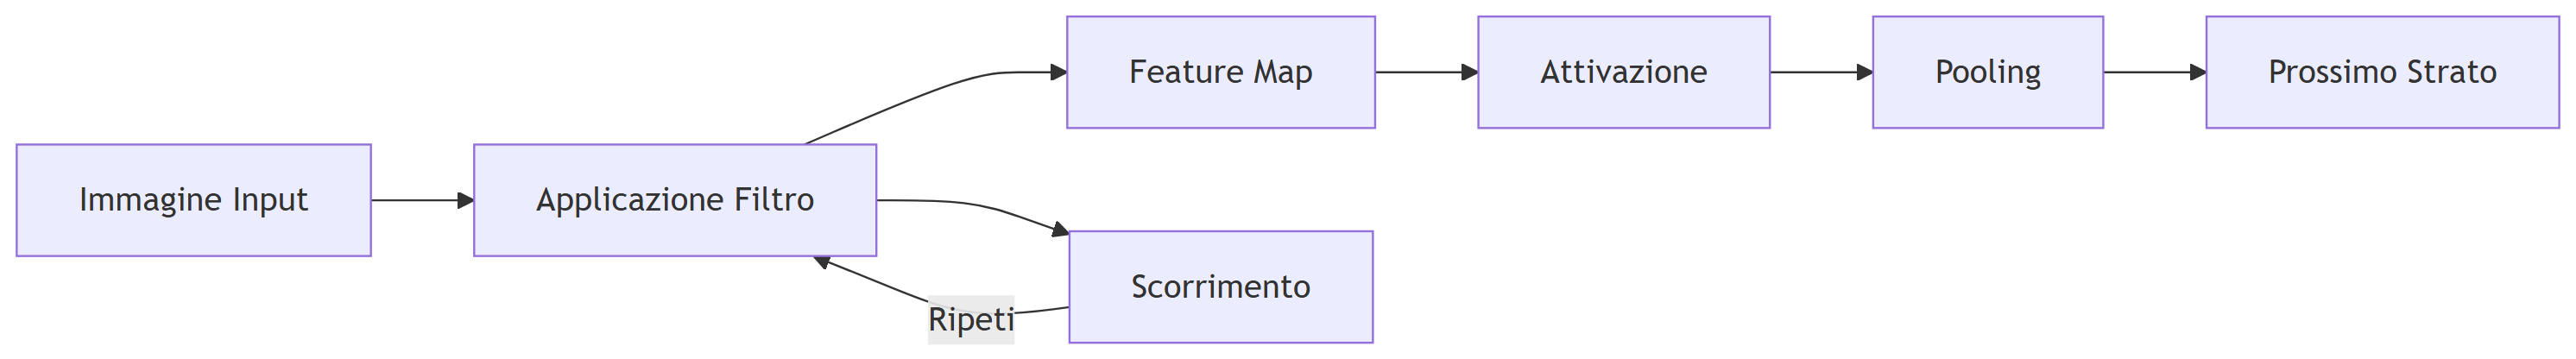 Immagine Input
Applicazione Filtro
Feature Map
Attivazione
Pooling
Prossimo Strato
Scorrimento
Ripeti